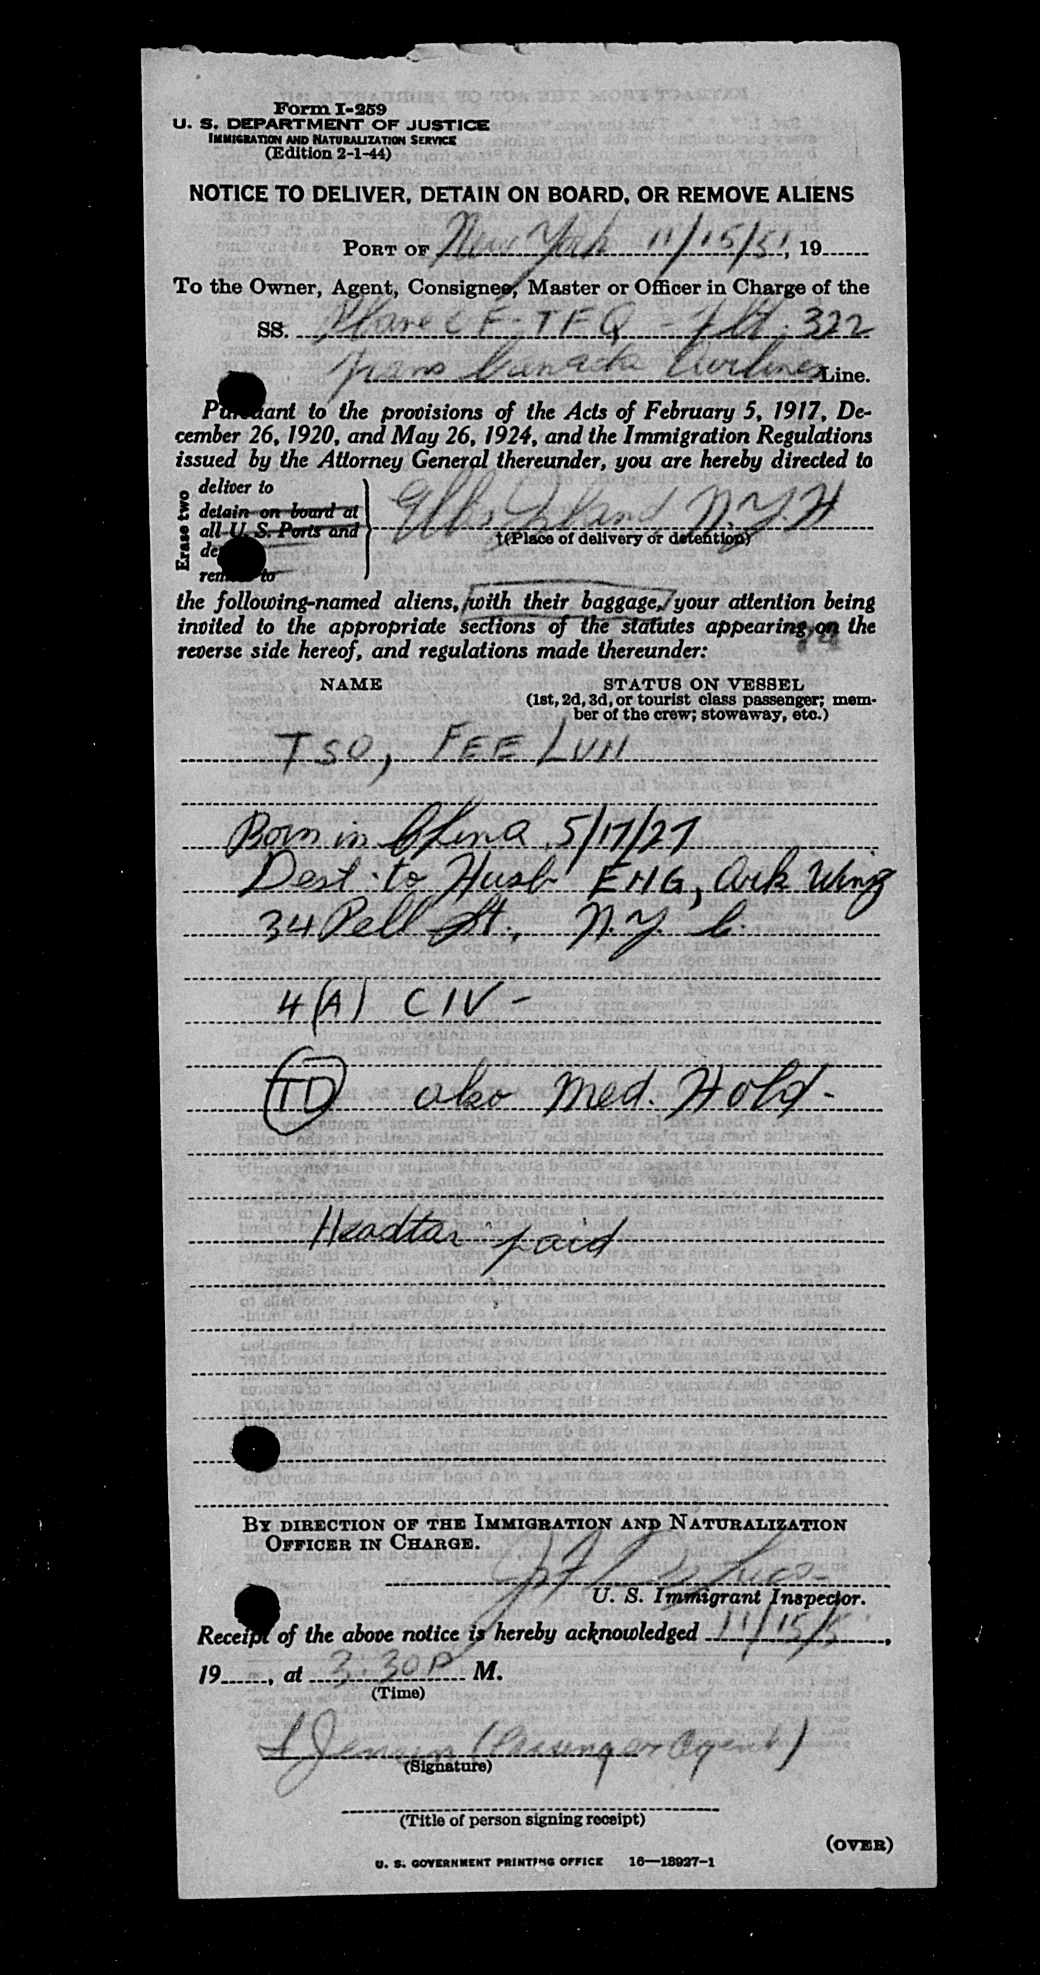 Form I-259
U. S. DEPARTMENT OF JUSTICE
IMMIGRATION AND NATURALIZATION SERVICE
(Edition 2-1-44)
NOTICE TO DELIVER, DETAIN ON BOARD, OR REMOVE ALIENS
PORT OF New York 11/15/51, 19
To the Owner, Agent, Consignee, Master or Officer in Charge of the
SS. Plane CF-TFQ - Flt. 322
Trans Canada Airlines Line.
Pursuant to the provisions of the Acts of February 5, 1917, De-
cember 26, 1920, and May 26, 1924, and the Immigration Regulations
issued by the Attorney General thereunder, you are hereby directed to
Erase two
deliver to
detain on board at
all U. S. Ports and
remove to
Ellis Island N.Y.H
†(Place of delivery or detention)
the following-named aliens, with their baggage, your attention being
invited to the appropriate sections of the statutes appearing on the
reverse side hereof, and regulations made thereunder:
NAME
STATUS ON VESSEL
(1st, 2d, 3d, or tourist class passenger; mem-
ber of the crew; stowaway, etc.)
TSO, FEE LUN
Born in China, 5/17/27
Dest. to Husb ENG, Ark Wing
34 Pell St., N.Y.C.
4(A) CIV -
TD also Med. Hold -
Headtax paid
BY DIRECTION OF THE IMMIGRATION AND NATURALIZATION
OFFICER IN CHARGE.
U. S. Immigrant Inspector.
Receipt of the above notice is hereby acknowledged 11/15/5,
19, at 3:30 P M.
(Time)
Jensen (Passenger Agent)
(Signature)
(Title of person signing receipt)
(OVER)
U. S. GOVERNMENT PRINTING OFFICE 16—18927-1